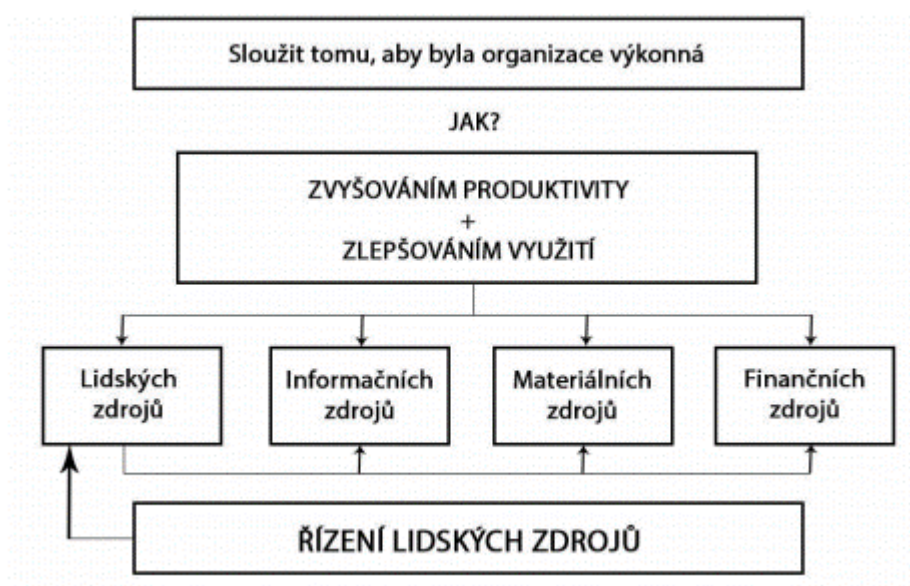 Sloužit tomu, aby byla organizace výkonná
JAK?
ZVYŠOVÁNÍM PRODUKTIVITY
+
ZLEPŠOVÁNÍM VYUŽITÍ
Lidských
zdrojů
Informačních
zdrojů
Materiálních
zdrojů
Finančních
zdrojů
ŘÍZENÍ LIDSKÝCH ZDROJŮ